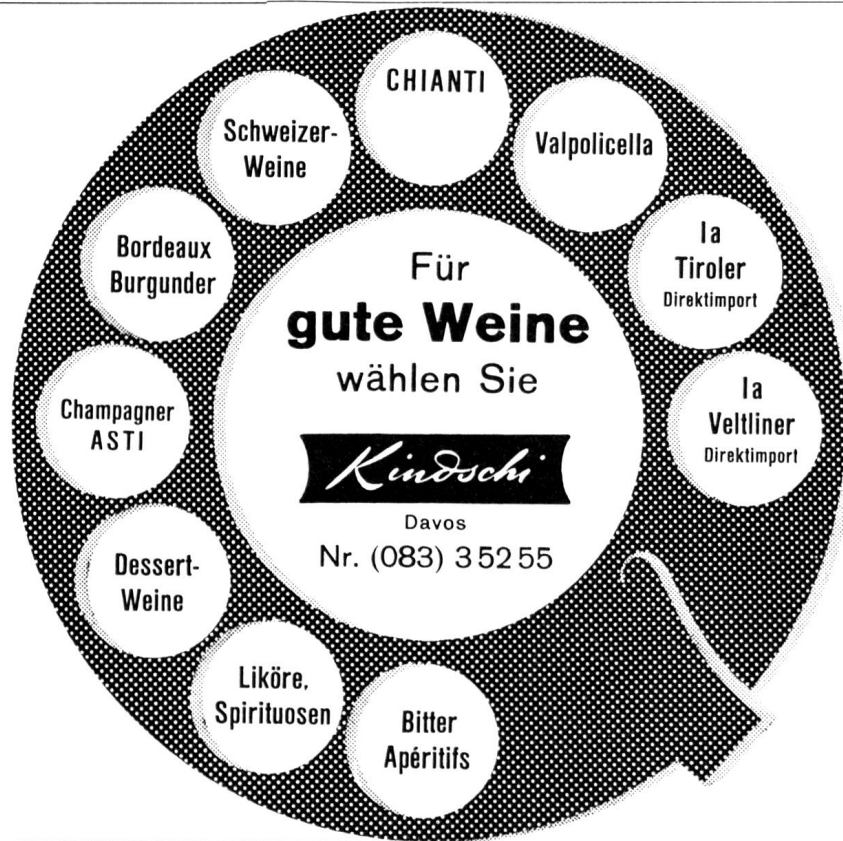 CHIANTI
Valpolicella
Ia
Tiroler
Direktimport
Ia
Veltliner
Direktimport
Schweizer-
Weine
Bordeaux
Burgunder
Champagner
ASTI
Dessert-
Weine
Liköre,
Spirituosen
Bitter
Apéritifs
Für
gute Weine
wählen Sie
Kindschi
Davos
Nr. (083) 3 52 55